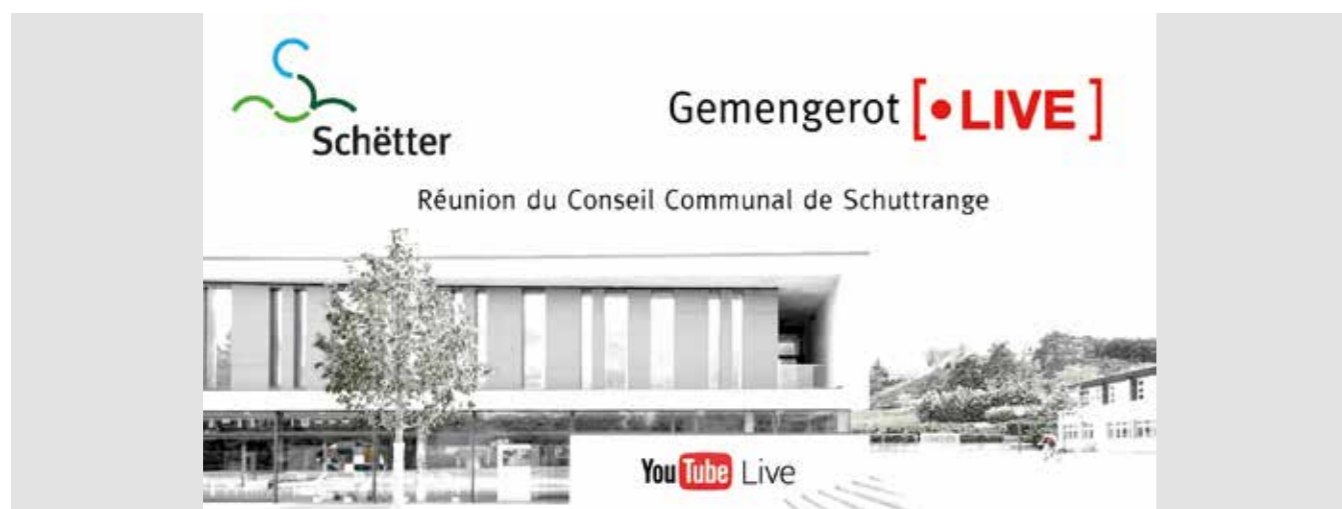 Schëtter
Gemengerot [•LIVE]
Réunion du Conseil Communal de Schuttrange
YouTube Live